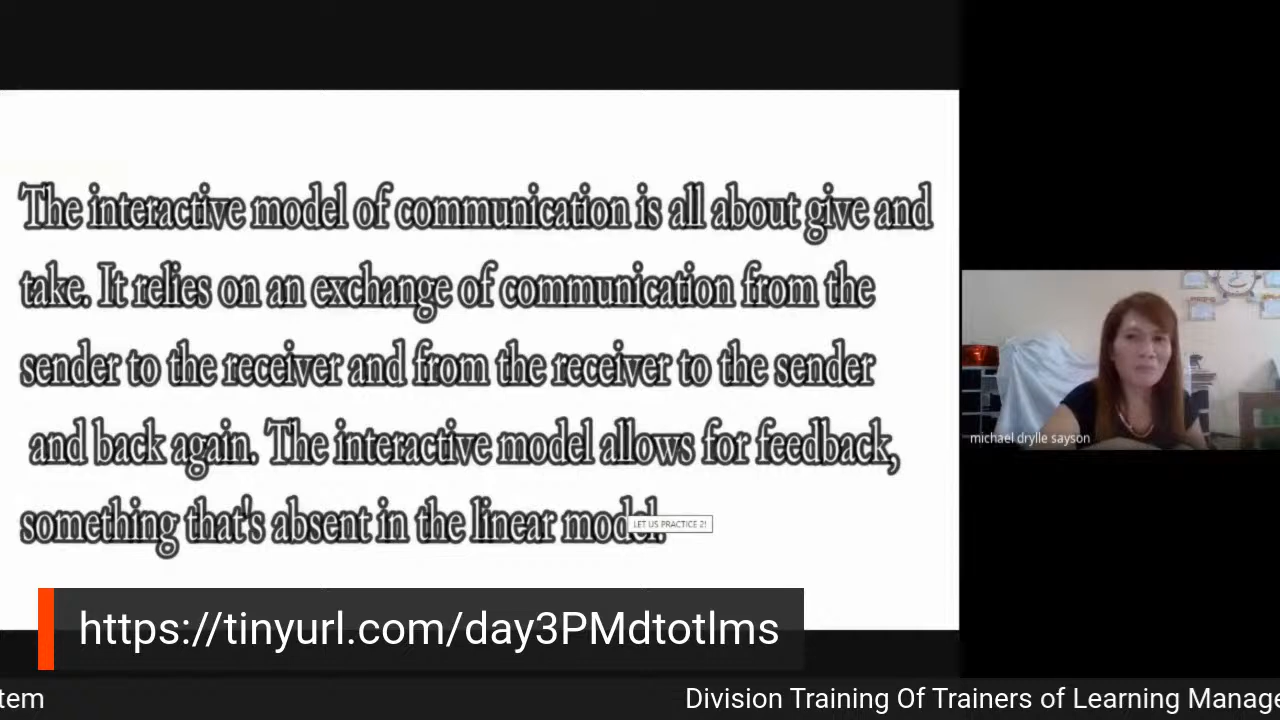 The interactive model of communication is all about give and
take. It relies on an exchange of communication from the
sender to the receiver and from the receiver to the sender
and back again. The interactive model allows for feedback,
something that's absent in the linear model.
LET US PRACTICE 2!
michael drylle sayson
https://tinyurl.com/day3PMdtotlms
tem
Division Training Of Trainers of Learning Manage